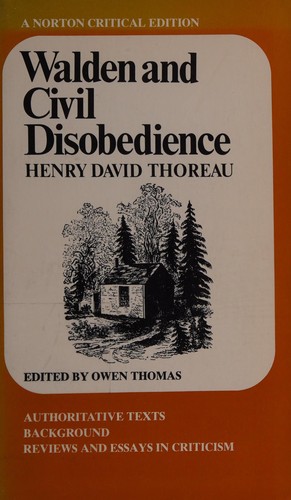 A NORTON CRITICAL EDITION
Walden and
Civil
Disobedience
HENRY DAVID THOREAU
EDITED BY OWEN THOMAS
AUTHORITATIVE TEXTS
BACKGROUND
REVIEWS AND ESSAYS IN CRITICISM